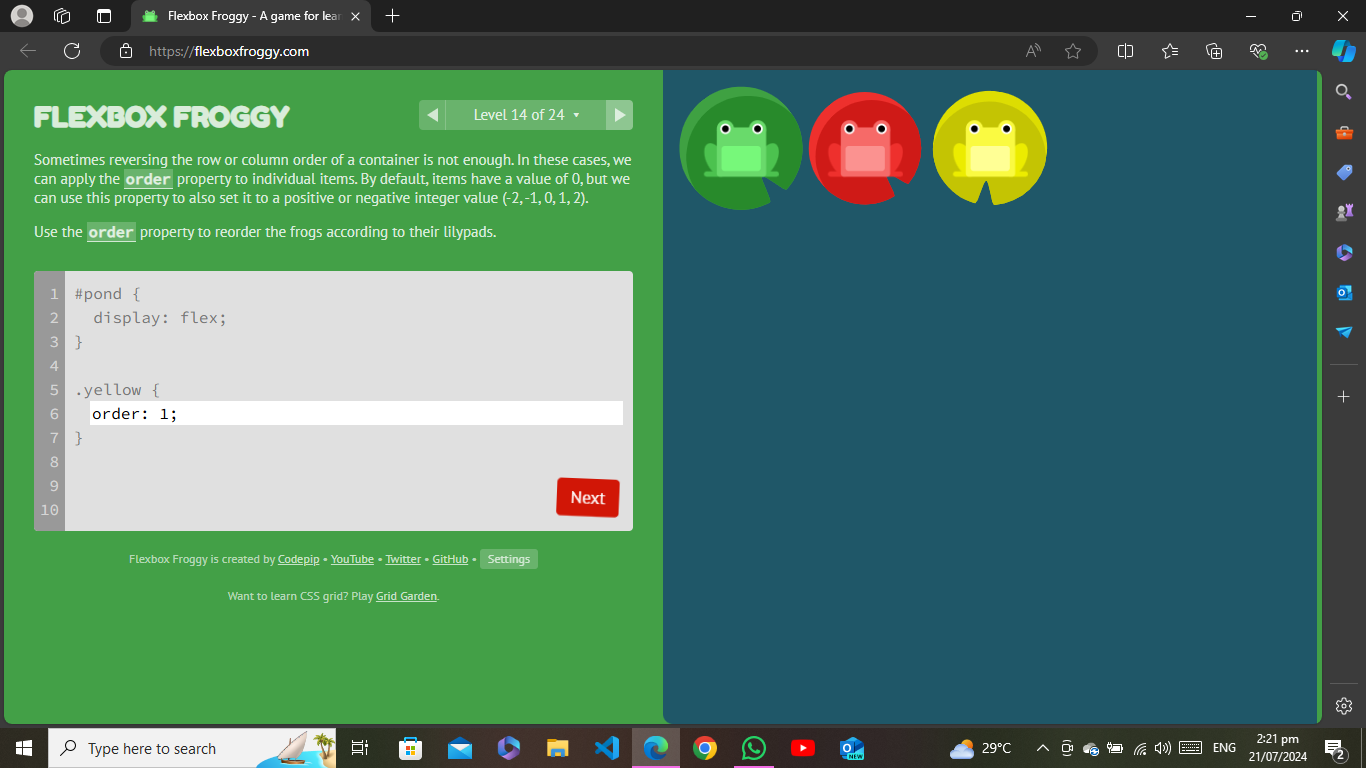 Flexbox Froggy - A game for lear
https://flexboxfroggy.com
FLEXBOX FROGGY
Level 14 of 24
Sometimes reversing the row or column order of a container is not enough. In these cases, we
can apply the order property to individual items. By default, items have a value of 0, but we
can use this property to also set it to a positive or negative integer value (-2, -1, 0, 1, 2).
Use the order property to reorder the frogs according to their lilypads.
1 #pond {
2 display: flex;
3 }
4
5 .yellow {
6 order: 1;
7 }
8
9
10
Next
Flexbox Froggy is created by Codepip • YouTube • Twitter • GitHub • Settings
Want to learn CSS grid? Play Grid Garden.
Type here to search
NEW
29°C
ENG
2:21 pm
21/07/2024
2